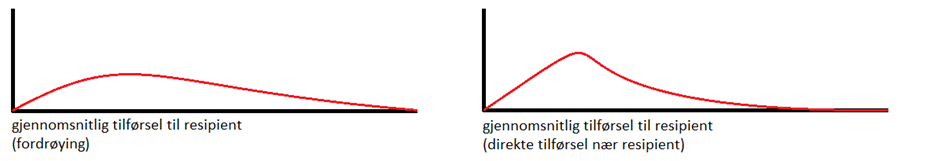 gjennomsnitlig tilførsel til resipient
(fordrøying)
gjennomsnitlig tilførsel til resipient
(direkte tilførsel nær resipient)